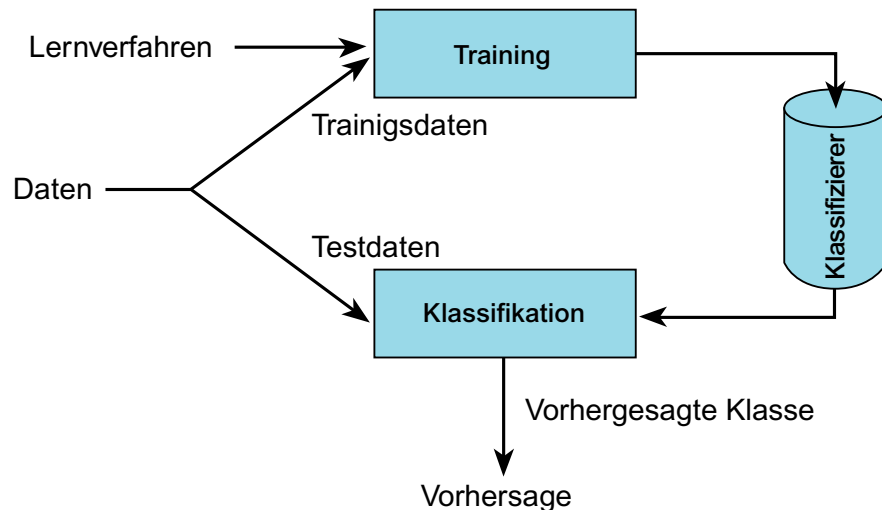 Lernverfahren
Training
Trainigsdaten
Daten
Klassifizierer
Testdaten
Klassifikation
Vorhergesagte Klasse
Vorhersage